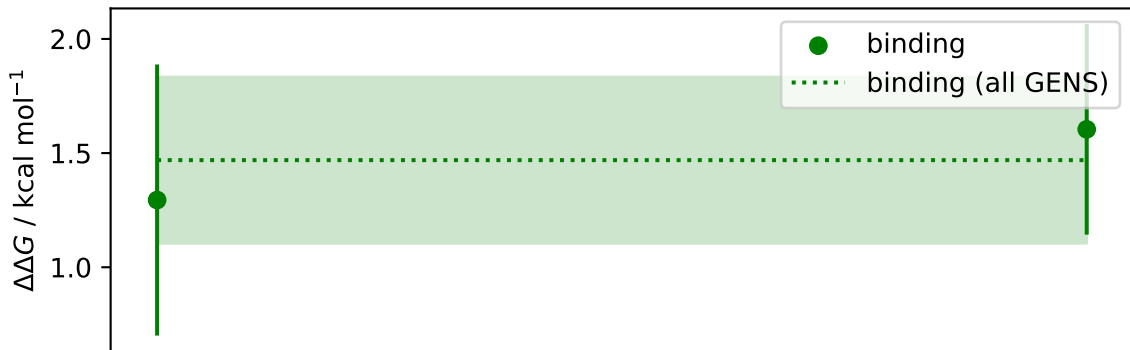 2.0
1.5
1.0
ΔΔG / kcal mol⁻¹
binding
binding (all GENS)